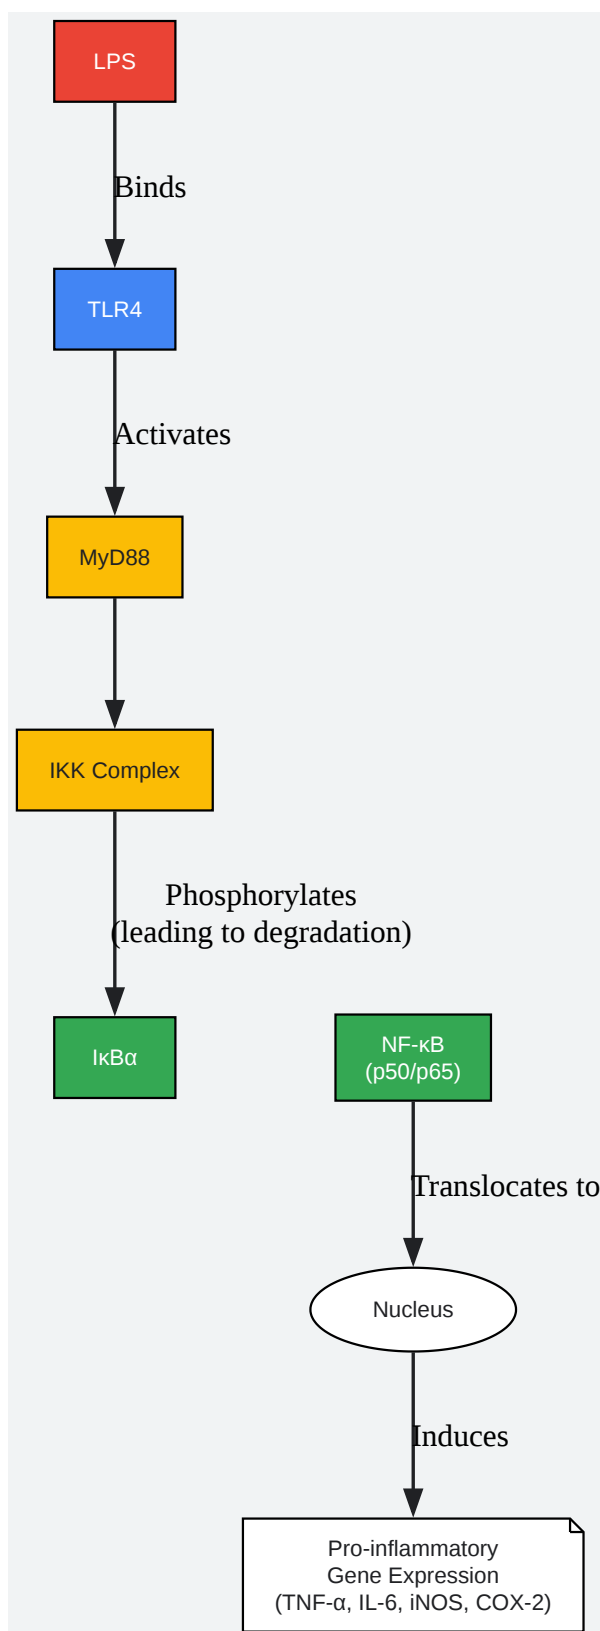 LPS
Binds
TLR4
Activates
MyD88
IKK Complex
Phosphorylates
(leading to degradation)
IκBα
NF-κB
(p50/p65)
Translocates to
Nucleus
Induces
Pro-inflammatory
Gene Expression
(TNF-α, IL-6, iNOS, COX-2)